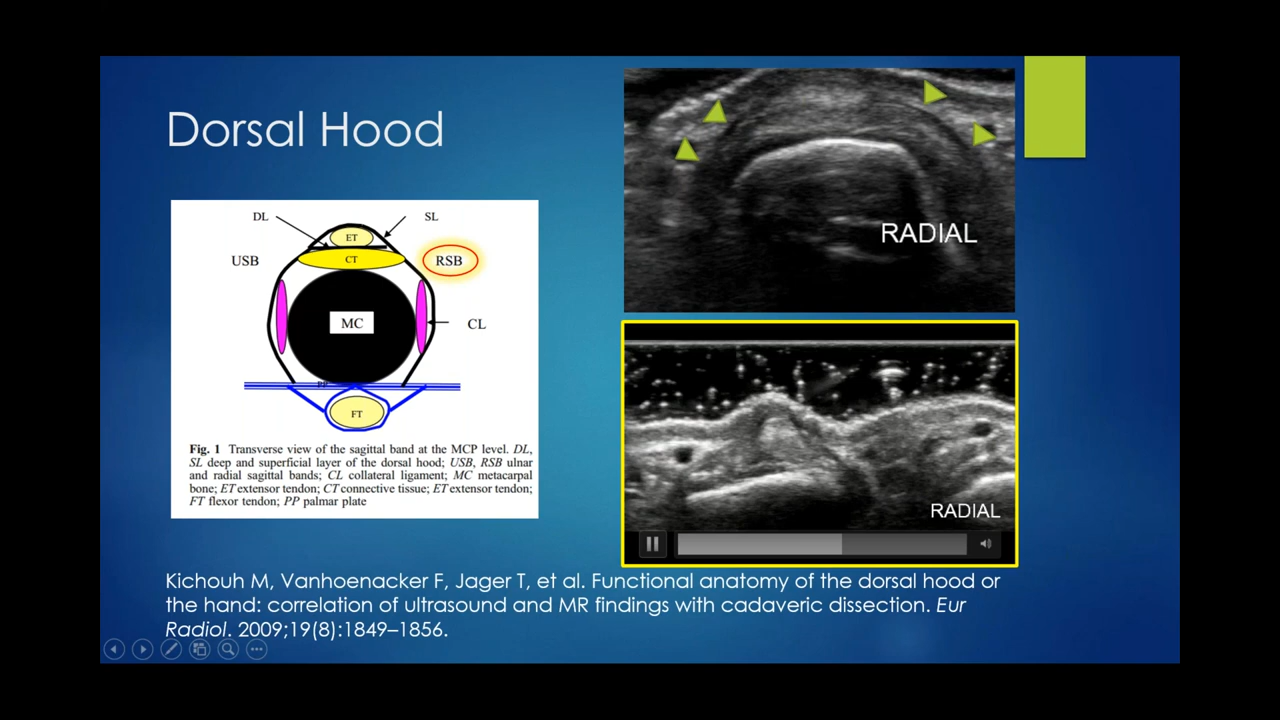 Dorsal Hood
DL
SL
ET
USB
CT
RSB
MC
CL
FT
Fig. 1 Transverse view of the sagittal band at the MCP level. DL,
SL deep and superficial layer of the dorsal hood; USB, RSB ulnar
and radial sagittal bands; CL collateral ligament; MC metacarpal
bone; ET extensor tendon; CT connective tissue; ET extensor tendon;
FT flexor tendon; PP palmar plate
RADIAL
RADIAL
Kichouh M, Vanhoenacker F, Jager T, et al. Functional anatomy of the dorsal hood or
the hand: correlation of ultrasound and MR findings with cadaveric dissection. Eur
Radiol. 2009;19(8):1849–1856.